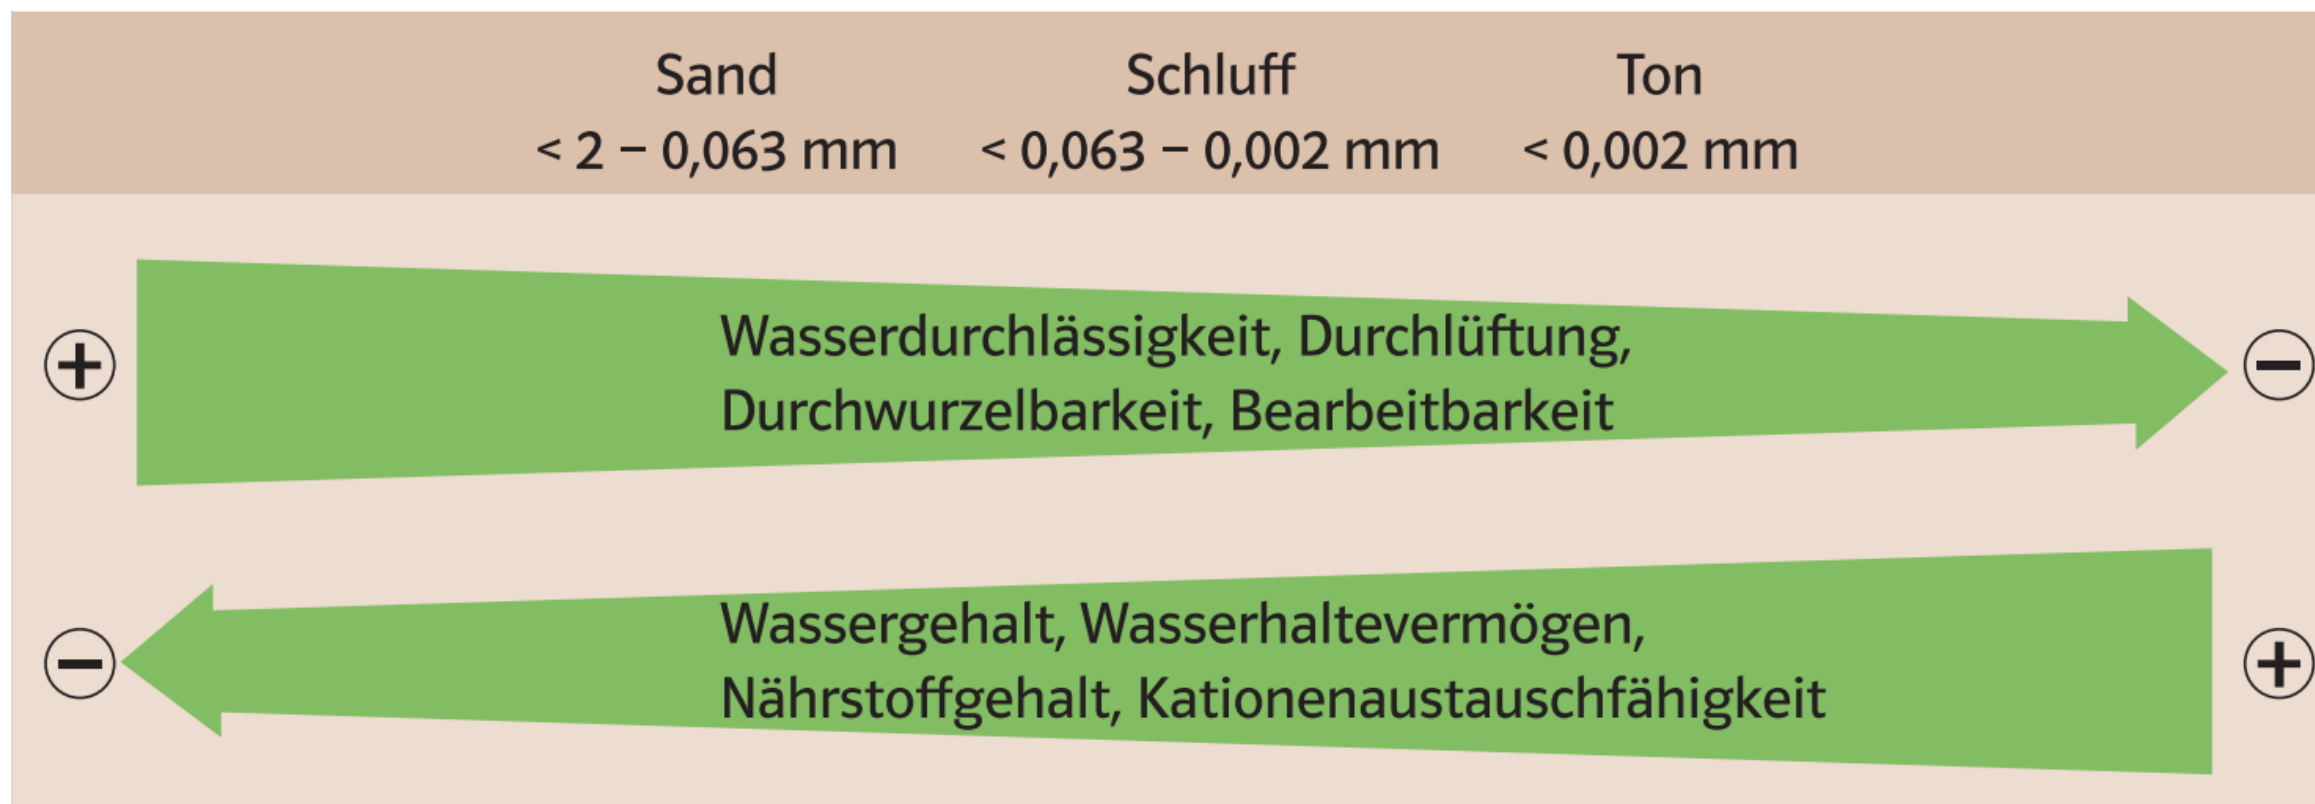 Sand Schluff Ton
< 2 – 0,063 mm < 0,063 – 0,002 mm < 0,002 mm
+ Wasserdurchlässigkeit, Durchlüftung, −
Durchwurzelbarkeit, Bearbeitbarkeit
− Wassergehalt, Wasserhaltevermögen, +
Nährstoffgehalt, Kationenaustauschfähigkeit